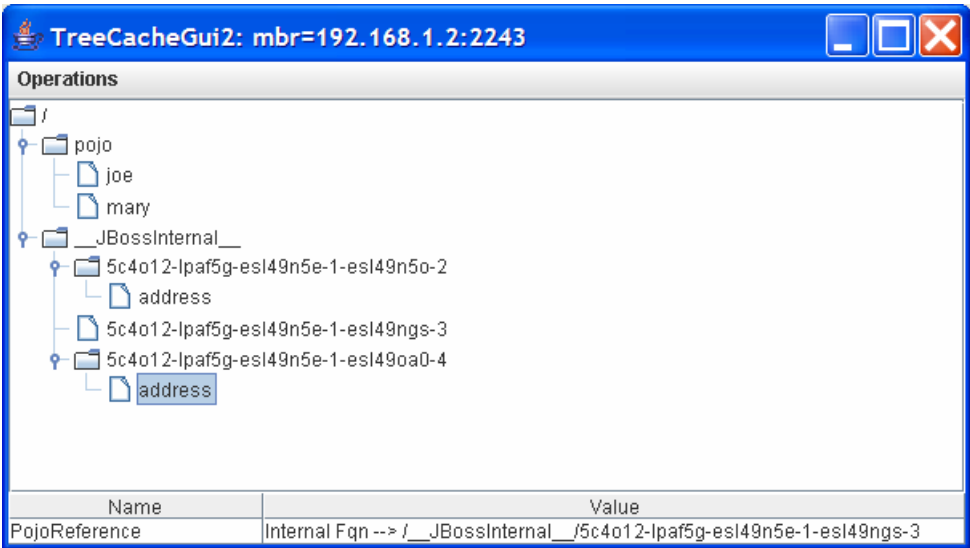 TreeCacheGui2: mbr=192.168.1.2:2243
Operations
/
pojo
joe
mary
__JBossInternal__
5c4o12-lpaf5g-esl49n5e-1-esl49n5o-2
address
5c4o12-lpaf5g-esl49n5e-1-esl49ngs-3
5c4o12-lpaf5g-esl49n5e-1-esl49oa0-4
address
Name Value
PojoReference Internal Fqn --> /__JBossInternal__/5c4o12-lpaf5g-esl49n5e-1-esl49ngs-3